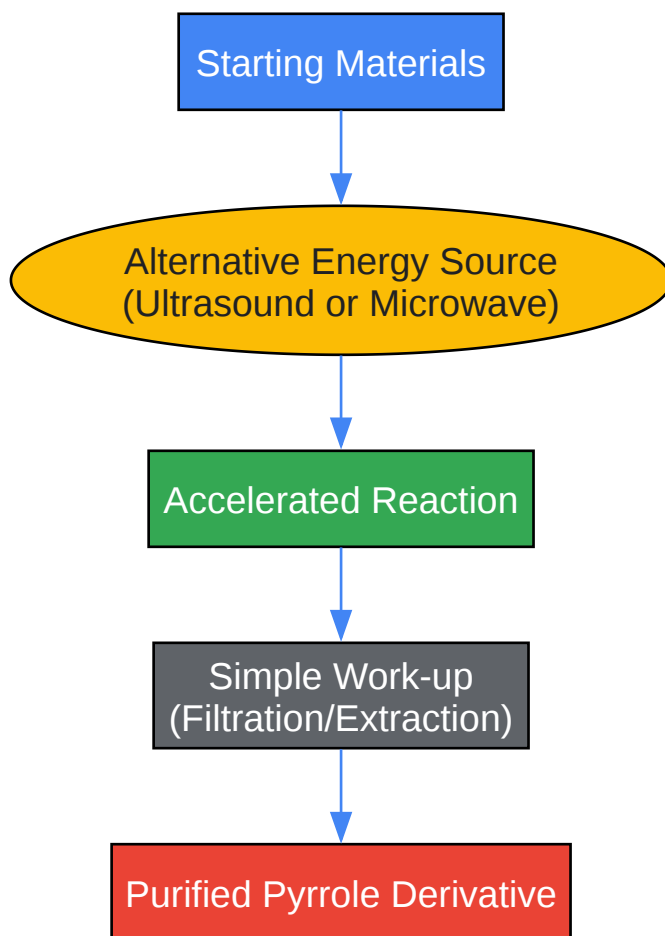 Starting Materials
Alternative Energy Source
(Ultrasound or Microwave)
Accelerated Reaction
Simple Work-up
(Filtration/Extraction)
Purified Pyrrole Derivative